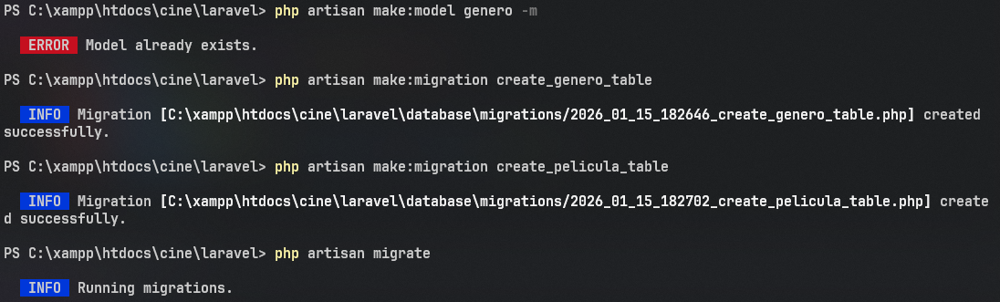 PS C:\xampp\htdocs\cine\laravel> php artisan make:model genero -m
ERROR Model already exists.
PS C:\xampp\htdocs\cine\laravel> php artisan make:migration create_genero_table
INFO Migration [C:\xampp\htdocs\cine\laravel\database\migrations/2026_01_15_182646_create_genero_table.php] created
successfully.
PS C:\xampp\htdocs\cine\laravel> php artisan make:migration create_pelicula_table
INFO Migration [C:\xampp\htdocs\cine\laravel\database\migrations/2026_01_15_182702_create_pelicula_table.php] create
d successfully.
PS C:\xampp\htdocs\cine\laravel> php artisan migrate
INFO Running migrations.